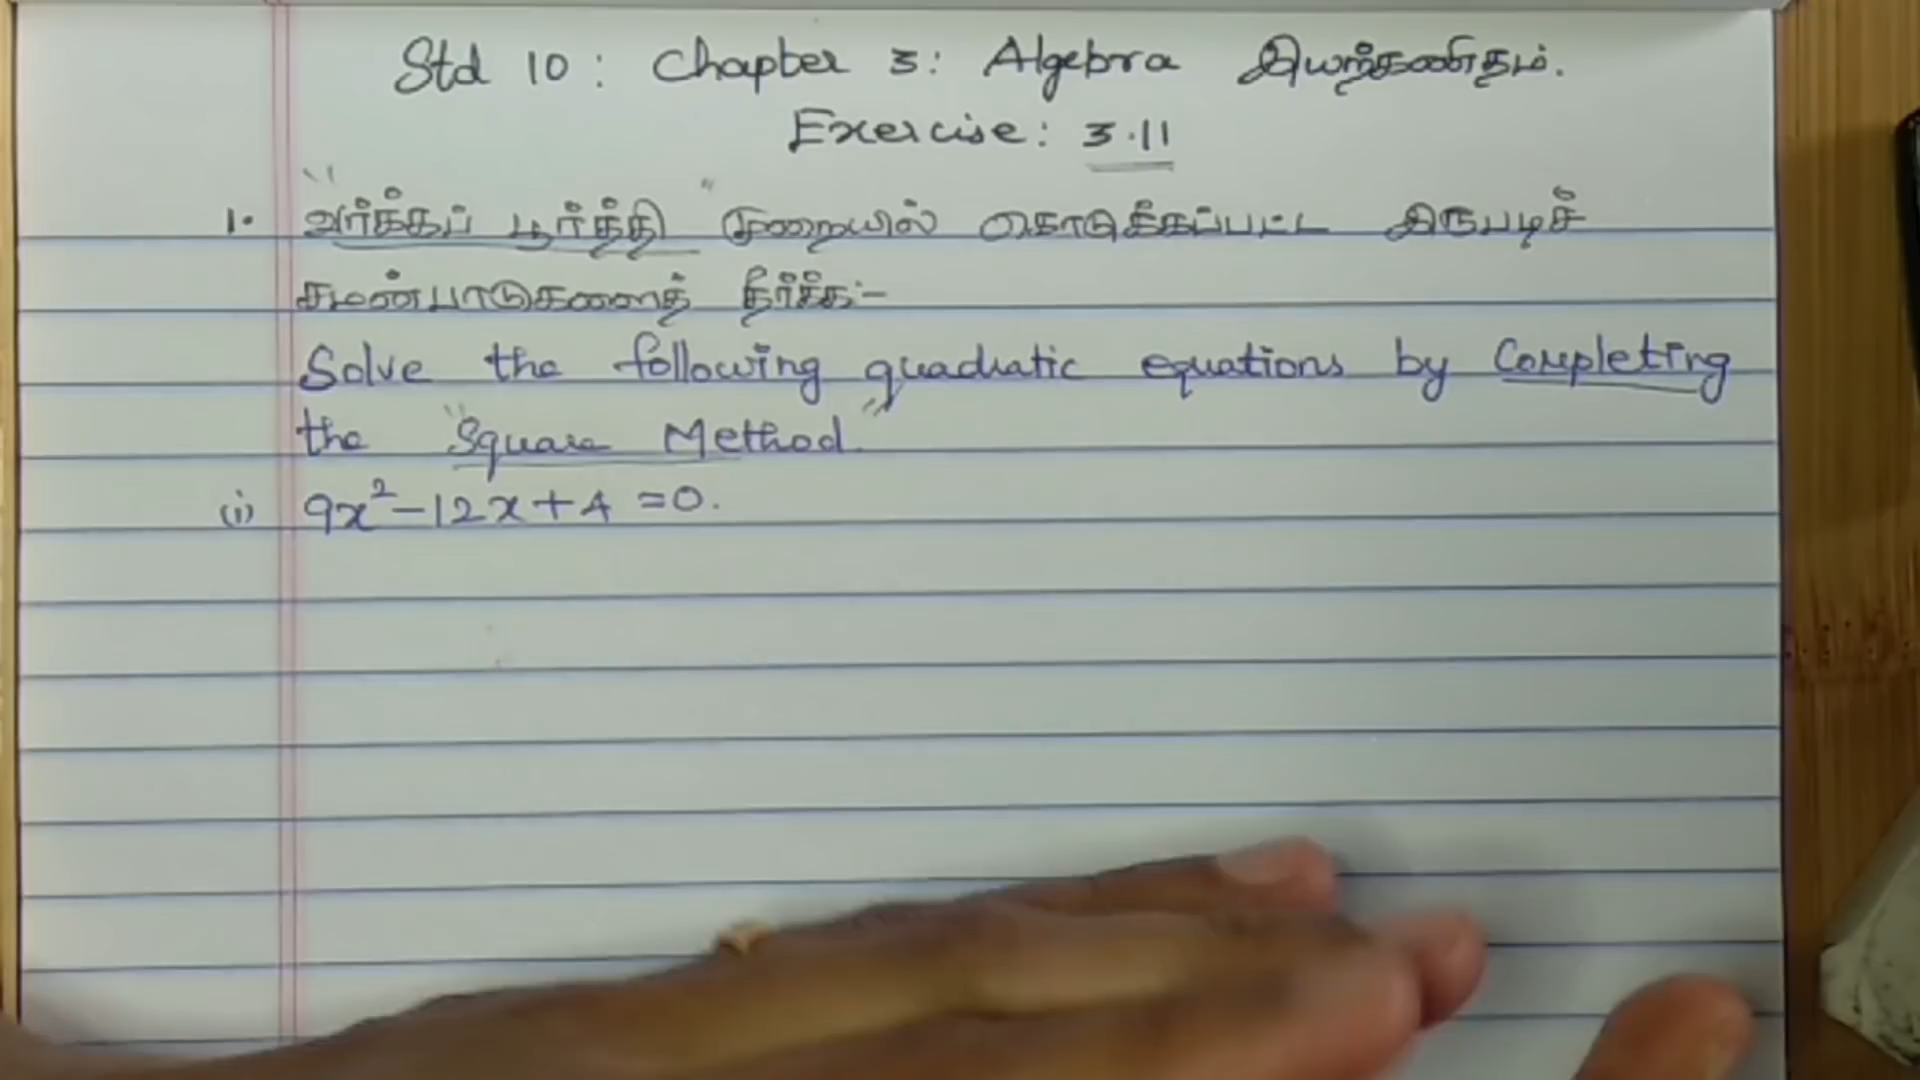 Std 10 : Chapter 3 : Algebra இயற்கணிதம்.
Exercise : 3.11
1. "வர்க்கப் பூர்த்தி" முறையில் கொடுக்கப்பட்ட இருபடிச்
சமன்பாடுகளைத் தீர்க்க:-
Solve the following quadratic equations by Completing
the "Square Method"
(i) 9x² - 12x + 4 = 0.